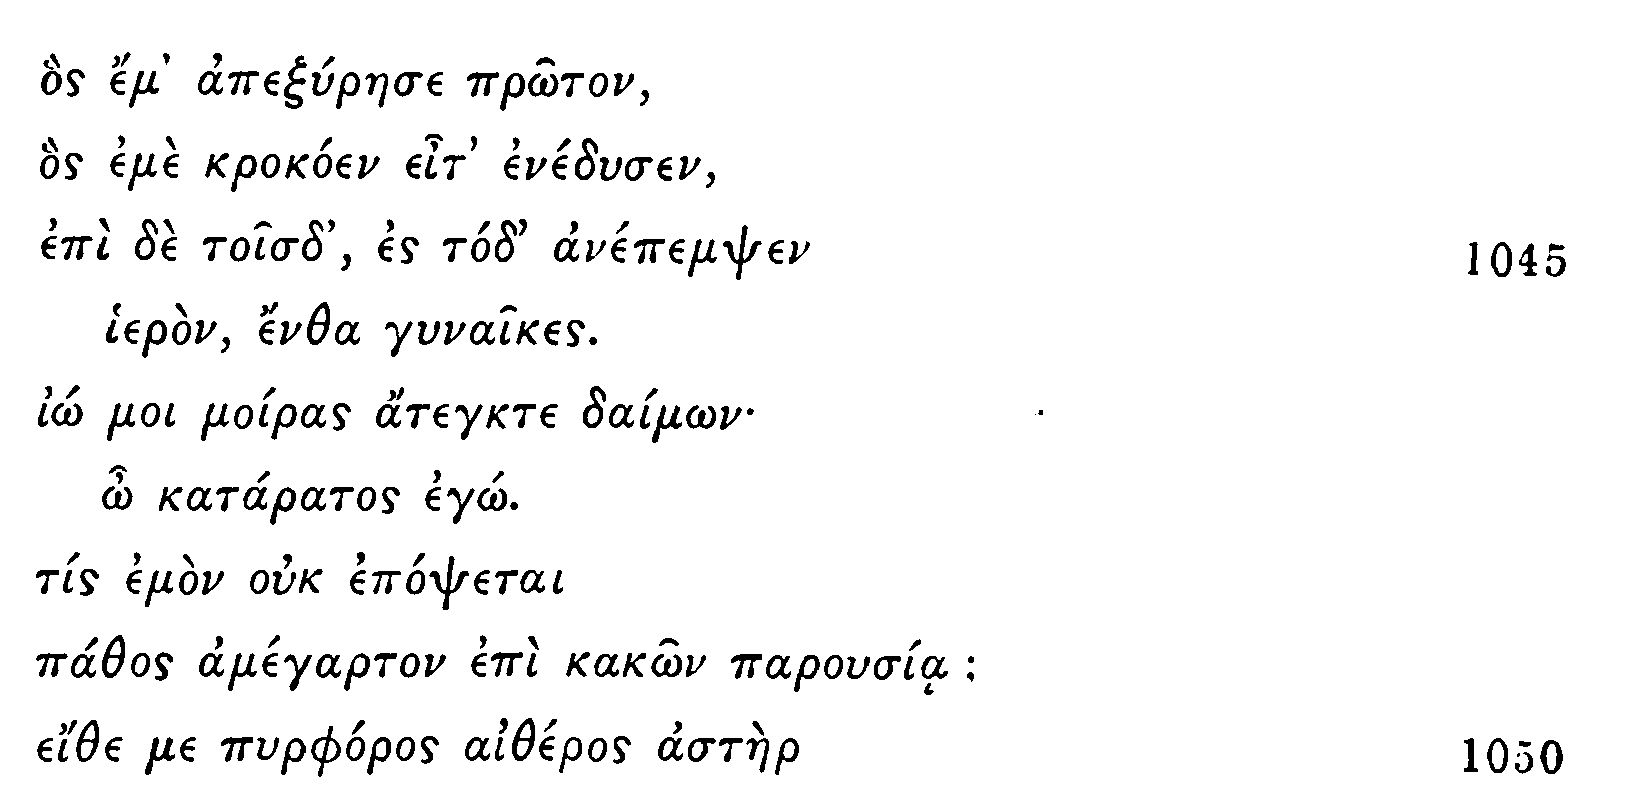 ὃς ἔμ' ἀπεξύρησε πρῶτον,
ὃς ἐμὲ κροκόεν εἶτ' ἐνέδυσεν,
ἐπὶ δὲ τοῖσδ', ἐς τόδ' ἀνέπεμψεν 1045
ἱερὸν, ἔνθα γυναῖκες.
ἰώ μοι μοίρας ἄτεγκτε δαίμων·
ὦ κατάρατος ἐγώ.
τίς ἐμὸν οὐκ ἐπόψεται
πάθος ἀμέγαρτον ἐπὶ κακῶν παρουσίᾳ ;
εἴθε με πυρφόρος αἰθέρος ἀστὴρ 1050